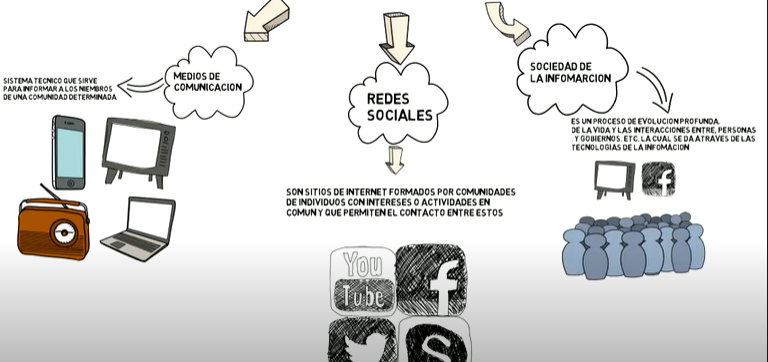 MEDIOS DE
COMUNICACION
SISTEMA TECNICO QUE SIRVE
PARA INFORMAR A LOS NIEMBROS
DE UNA COMUNIDAD DETERMINADA
REDES
SOCIALES
SON SITIOS DE INTERNET FORMADOS POR COMUNIDADES
DE INDIVIDUOS CON INTERESES O ACTIVIDADES EN
COMUN Y QUE PERMITEN EL CONTACTO ENTRE ESTOS
You
Tube
f
S
SOCIEDAD DE
LA INFOMARCION
ES UN PROCESO DE EVOLUCION PROFUNDA,
DE LA VIDA Y LAS INTERACCIONES ENTRE, PERSONAS
Y GOBIERNOS. ETC. LA CUAL SE DA ATRAVES DE LAS
TECNOLOGIAS DE LA INFOMACION
f